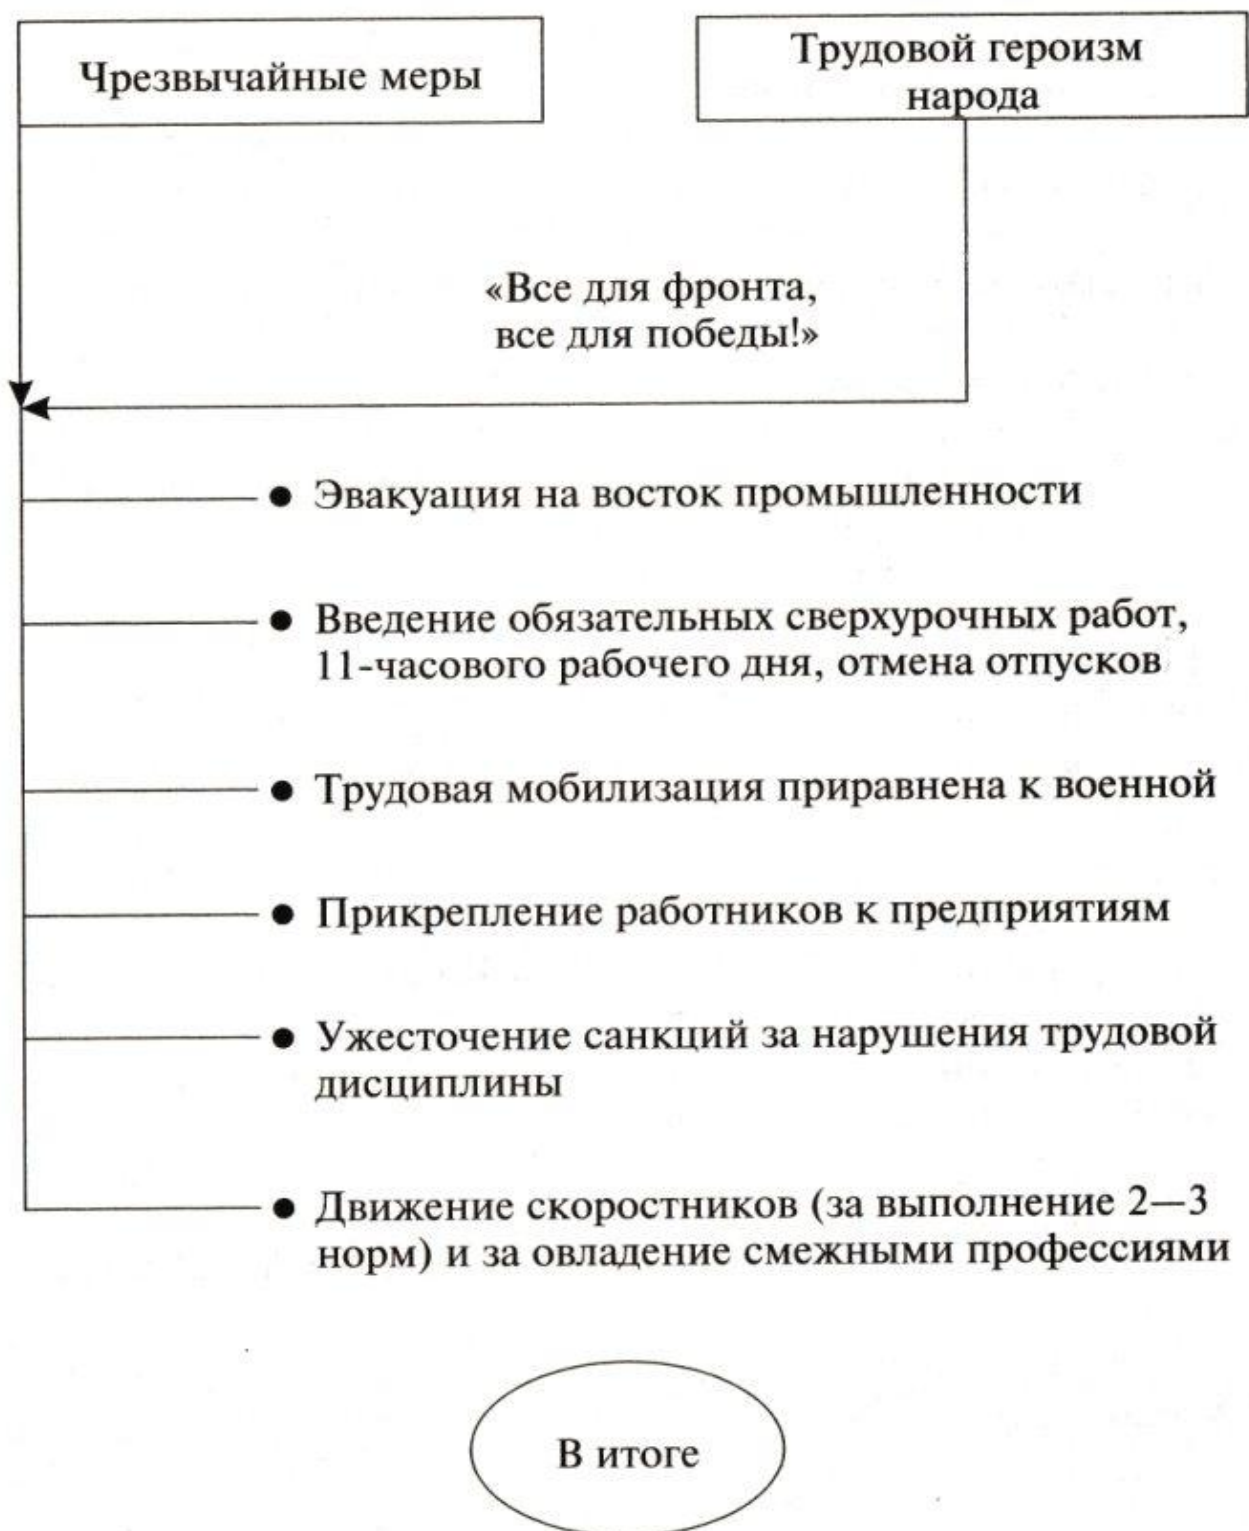 Чрезвычайные меры
Трудовой героизм
народа
«Все для фронта,
все для победы!»
● Эвакуация на восток промышленности
● Введение обязательных сверхурочных работ,
11-часового рабочего дня, отмена отпусков
● Трудовая мобилизация приравнена к военной
● Прикрепление работников к предприятиям
● Ужесточение санкций за нарушения трудовой
дисциплины
● Движение скоростников (за выполнение 2—3
норм) и за овладение смежными профессиями
В итоге